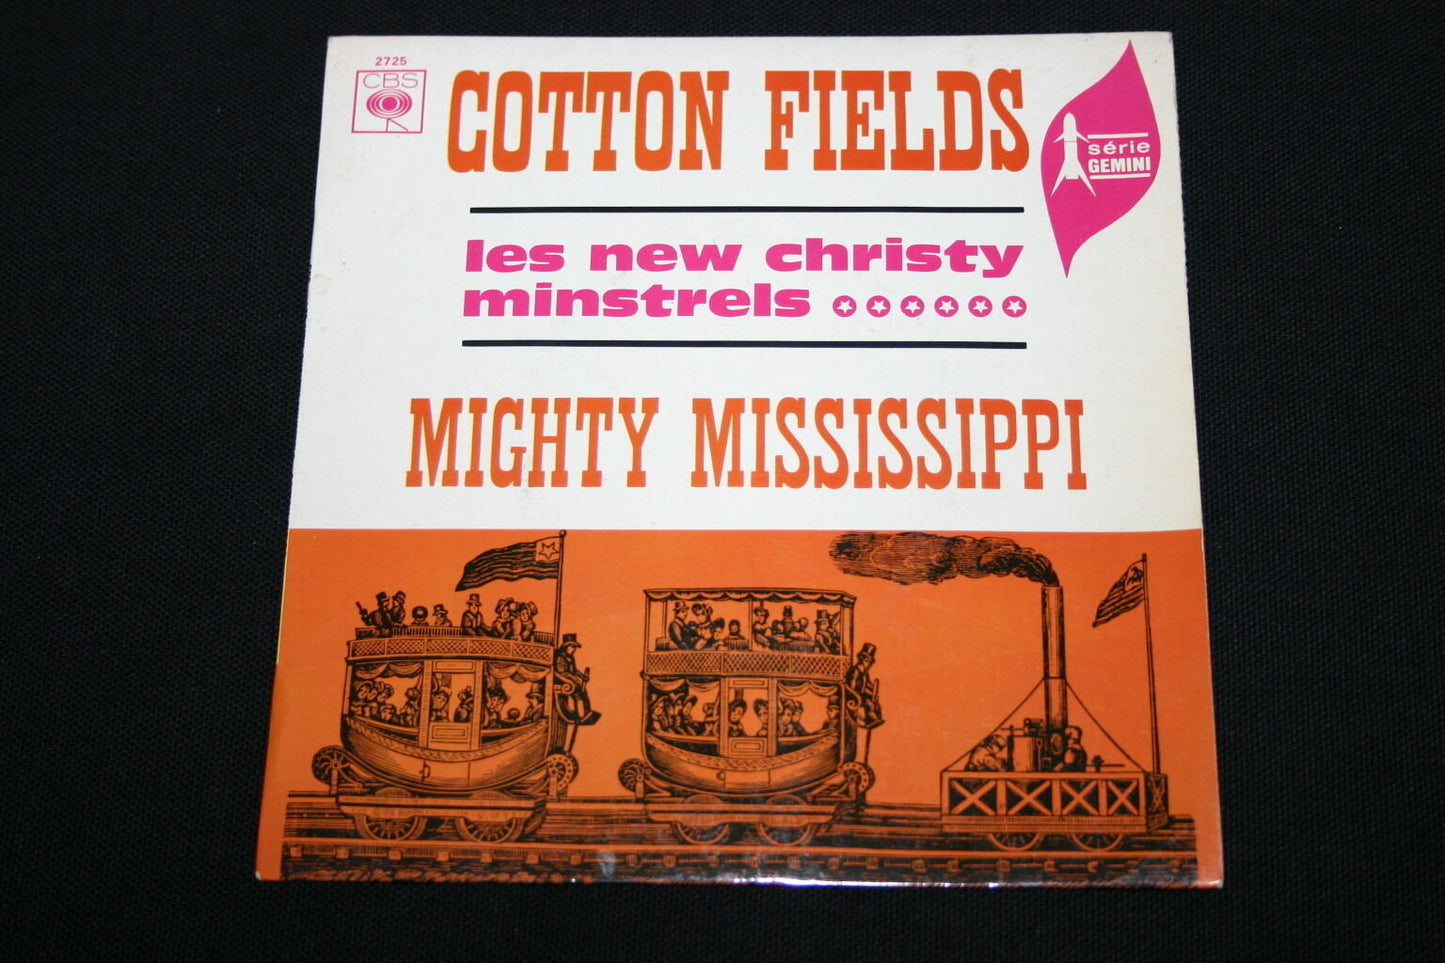 2725
CBS
COTTON FIELDS
série
GEMINI
les new christy
minstrels
MIGHTY MISSISSIPPI